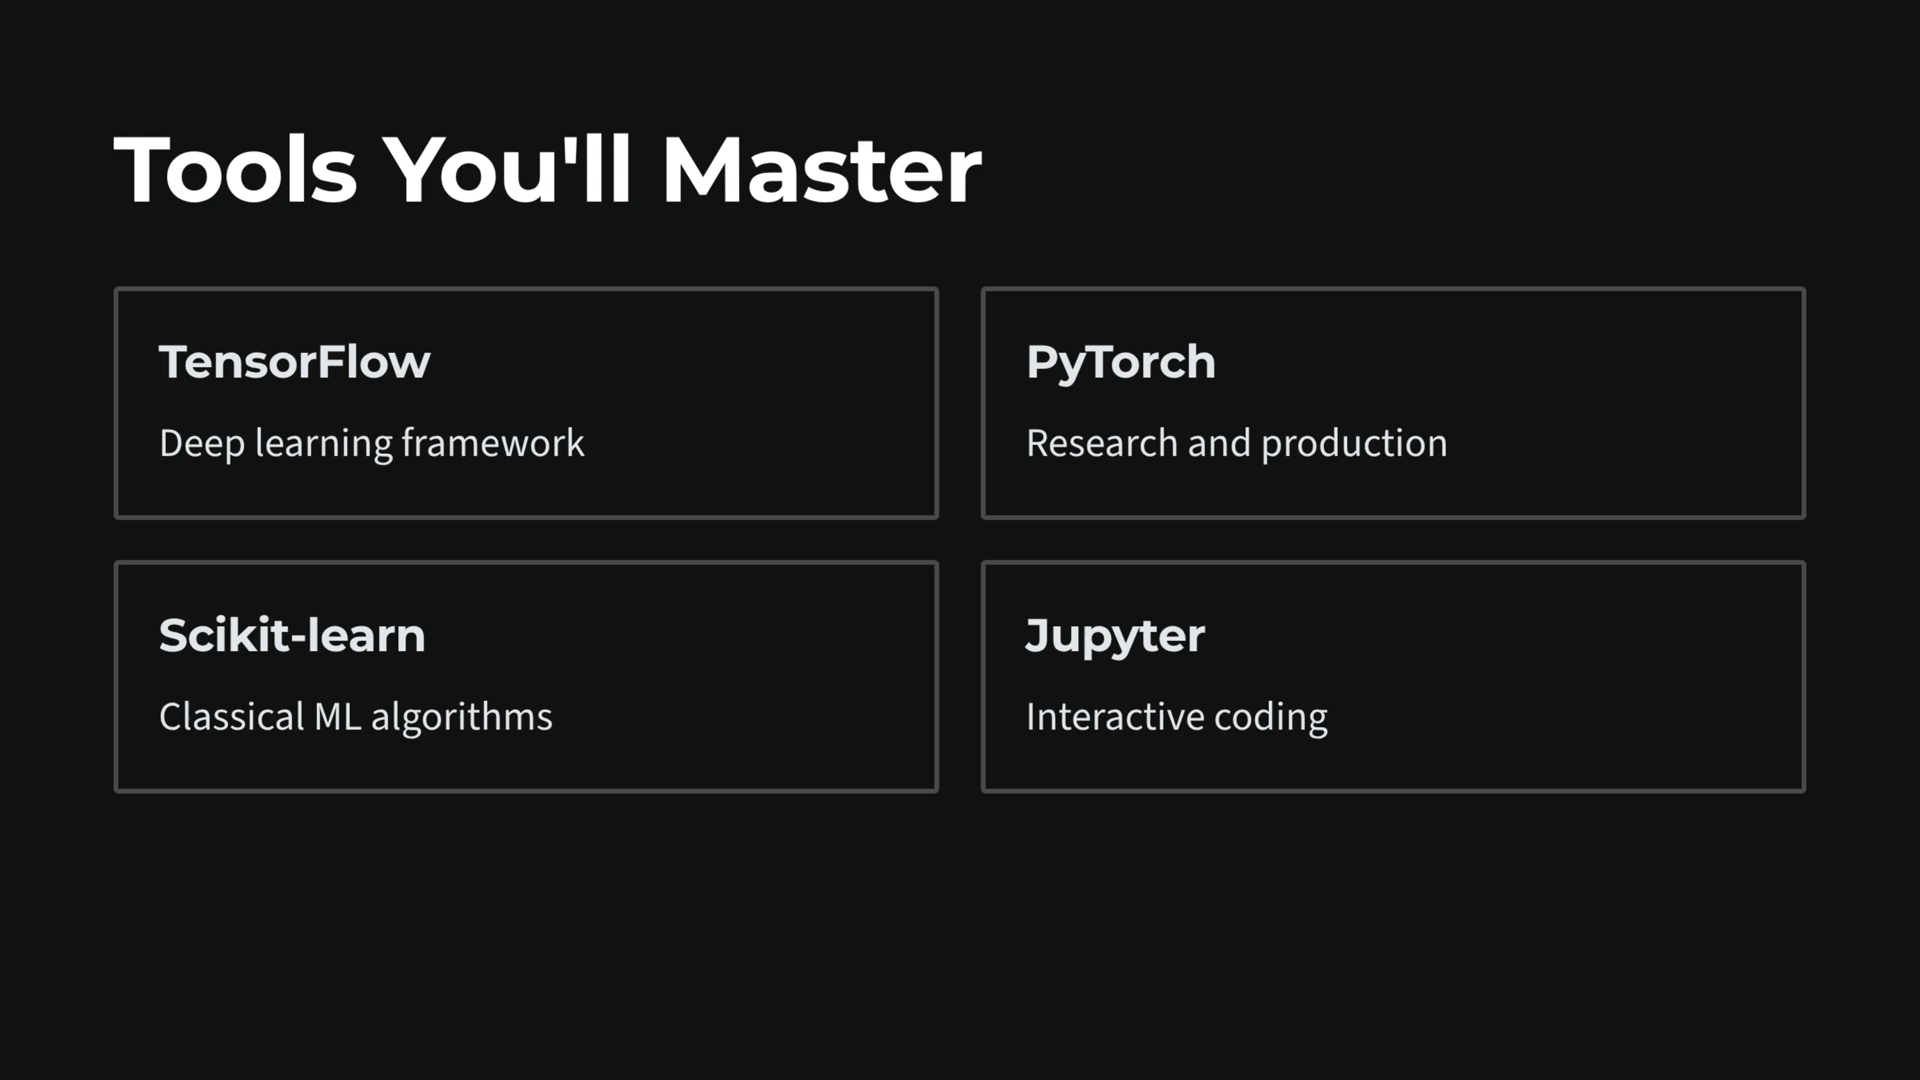 Tools You'll Master
TensorFlow
Deep learning framework
PyTorch
Research and production
Scikit-learn
Classical ML algorithms
Jupyter
Interactive coding